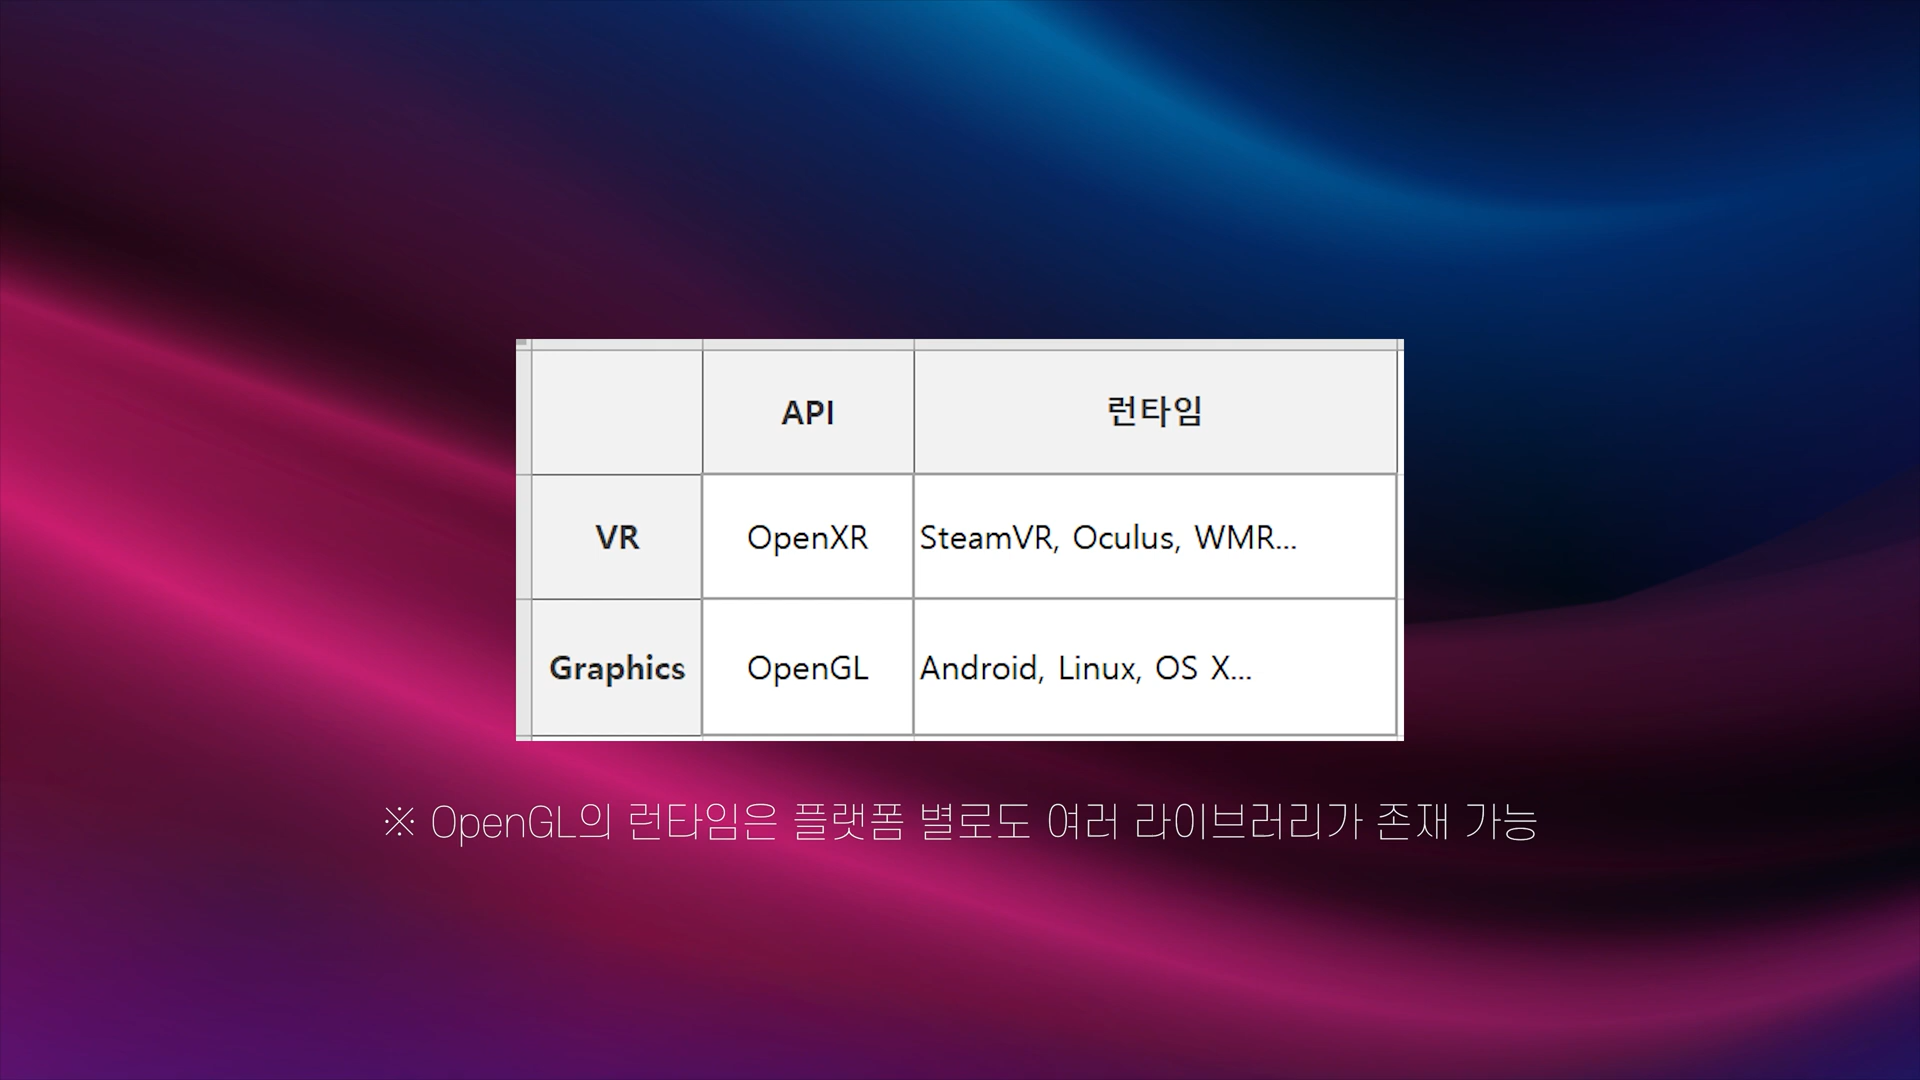 API 런타임
VR OpenXR SteamVR, Oculus, WMR...
Graphics OpenGL Android, Linux, OS X...
※ OpenGL의 런타임은 플랫폼 별로도 여러 라이브러리가 존재 가능